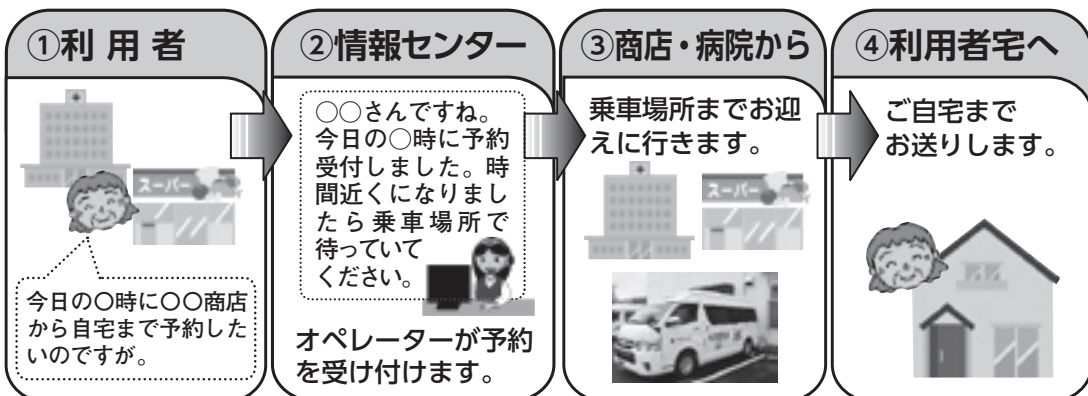 ①利用者
今日の○時に○○商店
から自宅まで予約した
いのですが。
スーパー
②情報センター
○○さんですね。
今日の○時に予約
受付しました。時
間近くになりまし
たら乗車場所で
待っていて
ください。
オペレーターが予約
を受け付けます。
③商店・病院から
乗車場所までお迎
えに行きます。
スーパー
④利用者宅へ
ご自宅まで
お送りします。